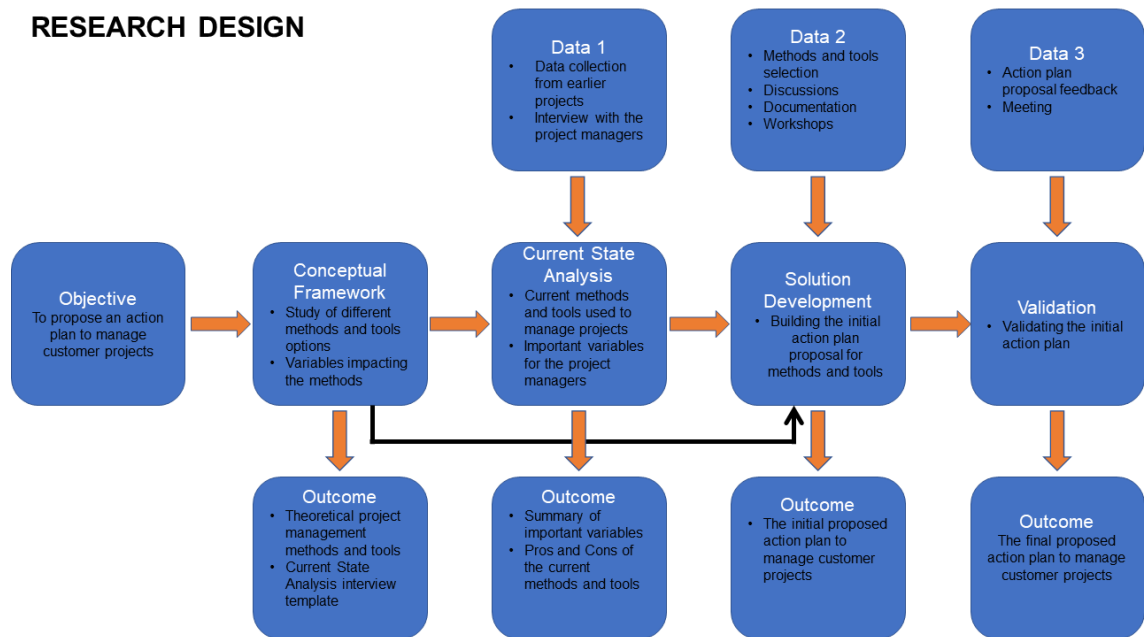 RESEARCH DESIGN
Data 1
• Data collection
from earlier
projects
• Interview with the
project managers
Data 2
• Methods and tools
selection
• Discussions
• Documentation
• Workshops
Data 3
• Action plan
proposal feedback
• Meeting
Objective
To propose an action
plan to manage
customer projects
Conceptual
Framework
• Study of different
methods and tools
options
• Variables impacting
the methods
Current State
Analysis
• Current methods
and tools used to
manage projects
• Important variables
for the project
managers
Solution
Development
• Building the initial
action plan
proposal for
methods and tools
Validation
• Validating the initial
action plan
Outcome
• Theoretical project
management
methods and tools
• Current State
Analysis interview
template
Outcome
• Summary of
important variables
• Pros and Cons of
the current
methods and tools
Outcome
• The initial proposed
action plan to
manage customer
projects
Outcome
The final proposed
action plan to manage
customer projects